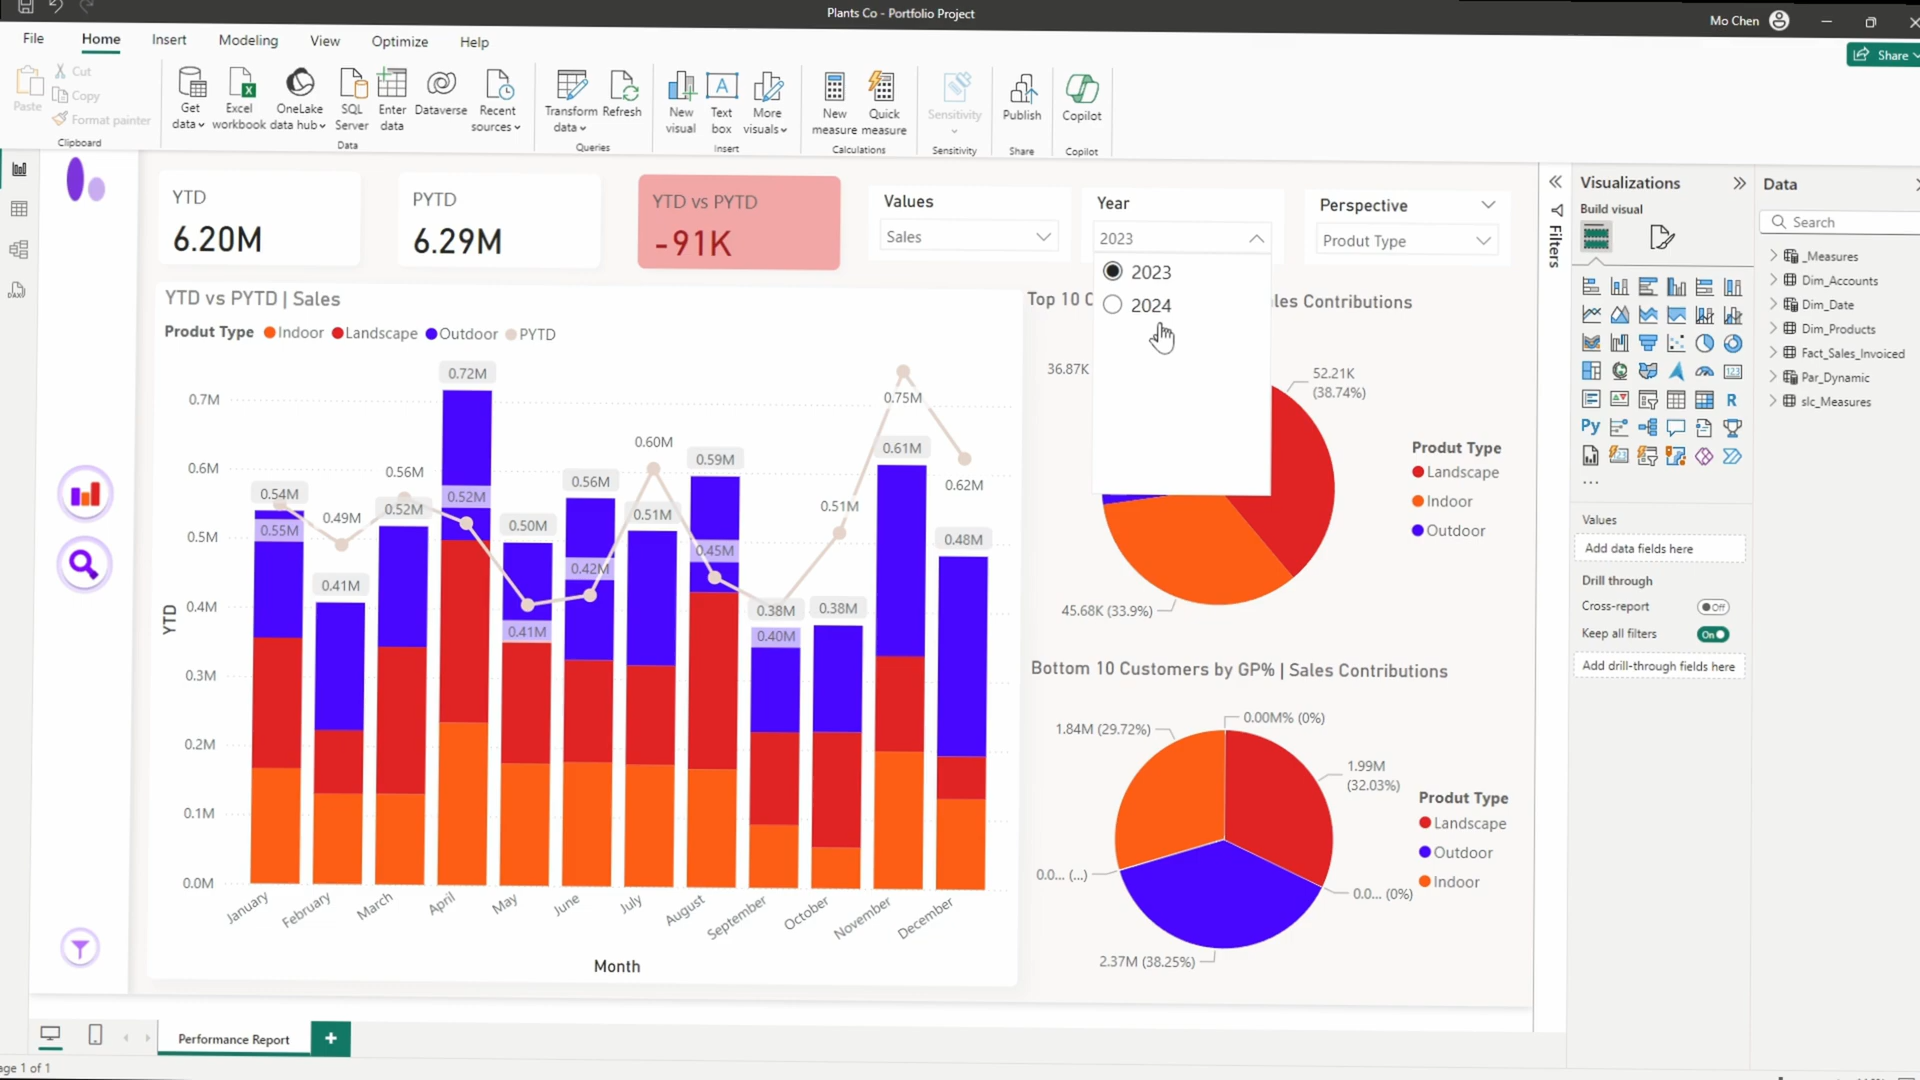 Plants Co - Portfolio Project
Mo Chen
File Home Insert Modeling View Optimize Help
Share
Paste
Cut
Copy
Format painter
Clipboard
Get data
Excel workbook
OneLake data hub
SQL Server
Enter data
Dataverse
Recent sources
Data
Transform data
Refresh
Queries
New visual
Text box
More visuals
Insert
New measure
Quick measure
Calculations
Sensitivity
Sensitivity
Publish
Share
Copilot
Copilot
YTD
6.20M
PYTD
6.29M
YTD vs PYTD
-91K
Values
Sales
Year
2023
2023
2024
Perspective
Produt Type
YTD vs PYTD | Sales
Produt Type Indoor Landscape Outdoor PYTD
YTD
0.7M
0.6M
0.5M
0.4M
0.3M
0.2M
0.1M
0.0M
0.54M
0.55M
0.49M
0.41M
0.56M
0.52M
0.72M
0.52M
0.50M
0.41M
0.56M
0.42M
0.60M
0.51M
0.59M
0.45M
0.38M
0.40M
0.51M
0.38M
0.75M
0.61M
0.62M
0.48M
January
February
March
April
May
June
July
August
September
October
November
December
Month
Top 10 C
les Contributions
36.87K
52.21K
(38.74%)
45.68K (33.9%)
Produt Type
Landscape
Indoor
Outdoor
Bottom 10 Customers by GP% | Sales Contributions
1.84M (29.72%)
0.00M% (0%)
1.99M
(32.03%)
0.0... (...)
0.0... (0%)
2.37M (38.25%)
Produt Type
Landscape
Outdoor
Indoor
Filters
Visualizations
Build visual
123
R
Py
...
Values
Add data fields here
Drill through
Cross-report
Off
Keep all filters
On
Add drill-through fields here
Data
Search
_Measures
Dim_Accounts
Dim_Date
Dim_Products
Fact_Sales_Invoiced
Par_Dynamic
slc_Measures
DAX
Performance Report
+
age 1 of 1